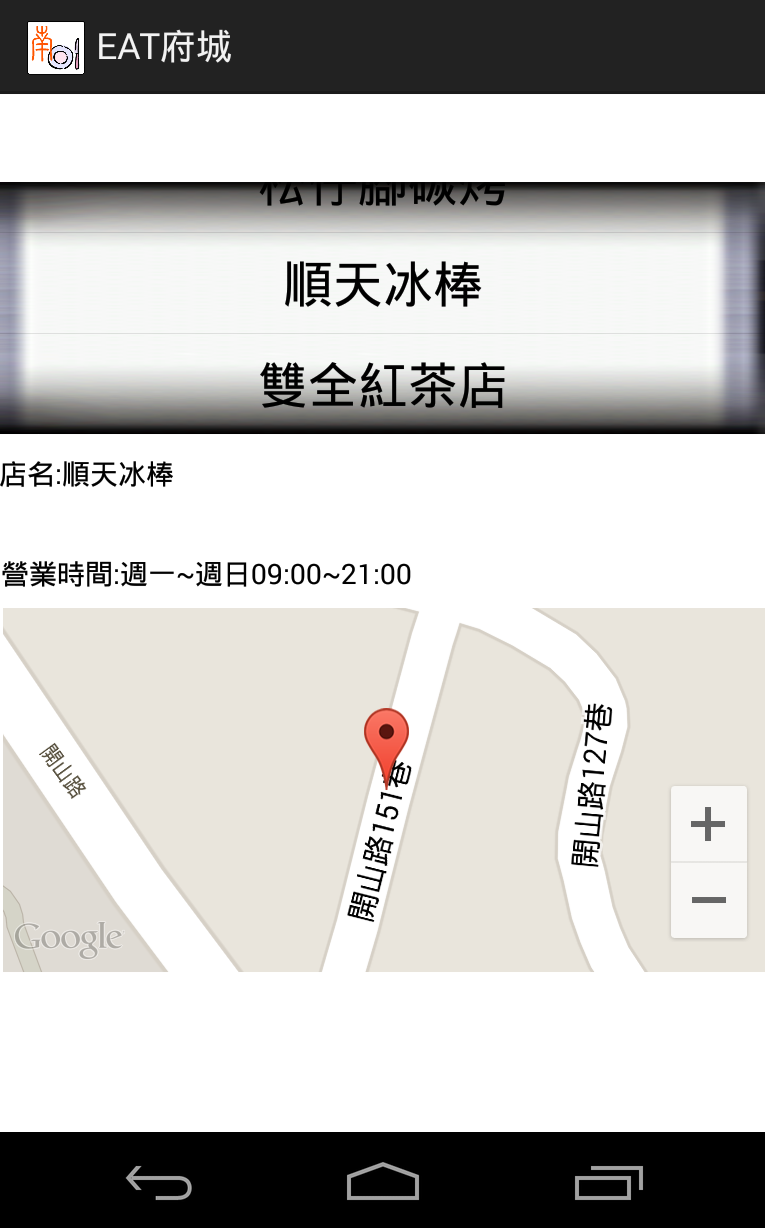 南
EAT府城
順天冰棒
雙全紅茶店
店名:順天冰棒
營業時間:週一~週日09:00~21:00
開山路
開山路151巷
開山路127巷
Google